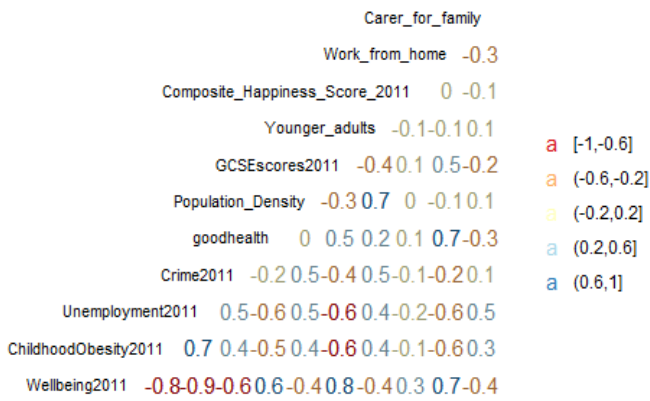 Carer_for_family
Work_from_home -0.3
Composite_Happiness_Score_2011 0 -0.1
Younger_adults -0.1 -0.1 0.1
GCSEscores2011 -0.4 0.1 0.5 -0.2
Population_Density -0.3 0.7 0 -0.1 0.1
goodhealth 0 0.5 0.2 0.1 0.7 -0.3
Crime2011 -0.2 0.5 -0.4 0.5 -0.1 -0.2 0.1
Unemployment2011 0.5 -0.6 0.5 -0.6 0.4 -0.2 -0.6 0.5
ChildhoodObesity2011 0.7 0.4 -0.5 0.4 -0.6 0.4 -0.1 -0.6 0.3
Wellbeing2011 -0.8 -0.9 -0.6 0.6 -0.4 0.8 -0.4 0.3 0.7 -0.4
a [-1,-0.6]
a (-0.6,-0.2]
a (-0.2,0.2]
a (0.2,0.6]
a (0.6,1]